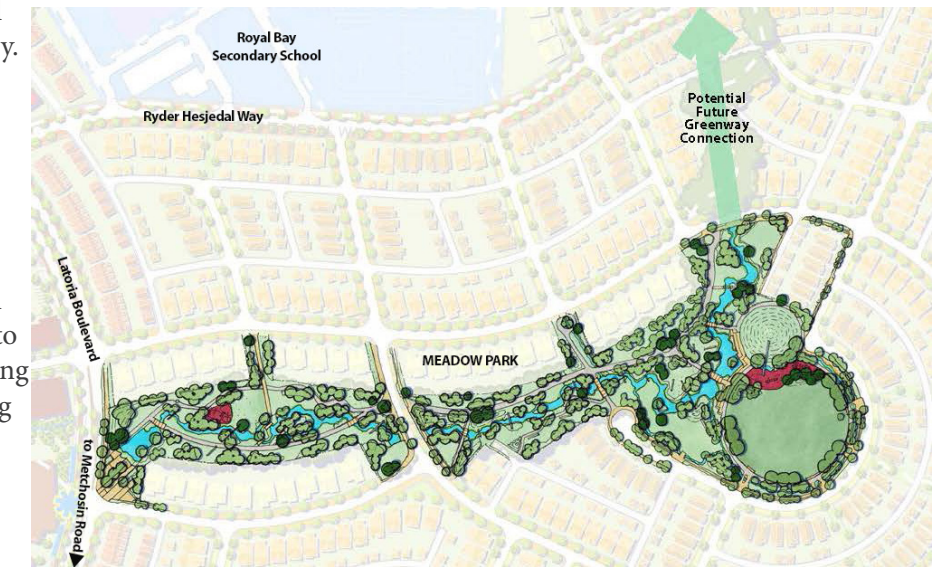 y.
to
ng
g
Royal Bay
Secondary School
Ryder Hesjedal Way
Potential
Future
Greenway
Connection
Latoria Boulevard
MEADOW PARK
to Metchosin Road